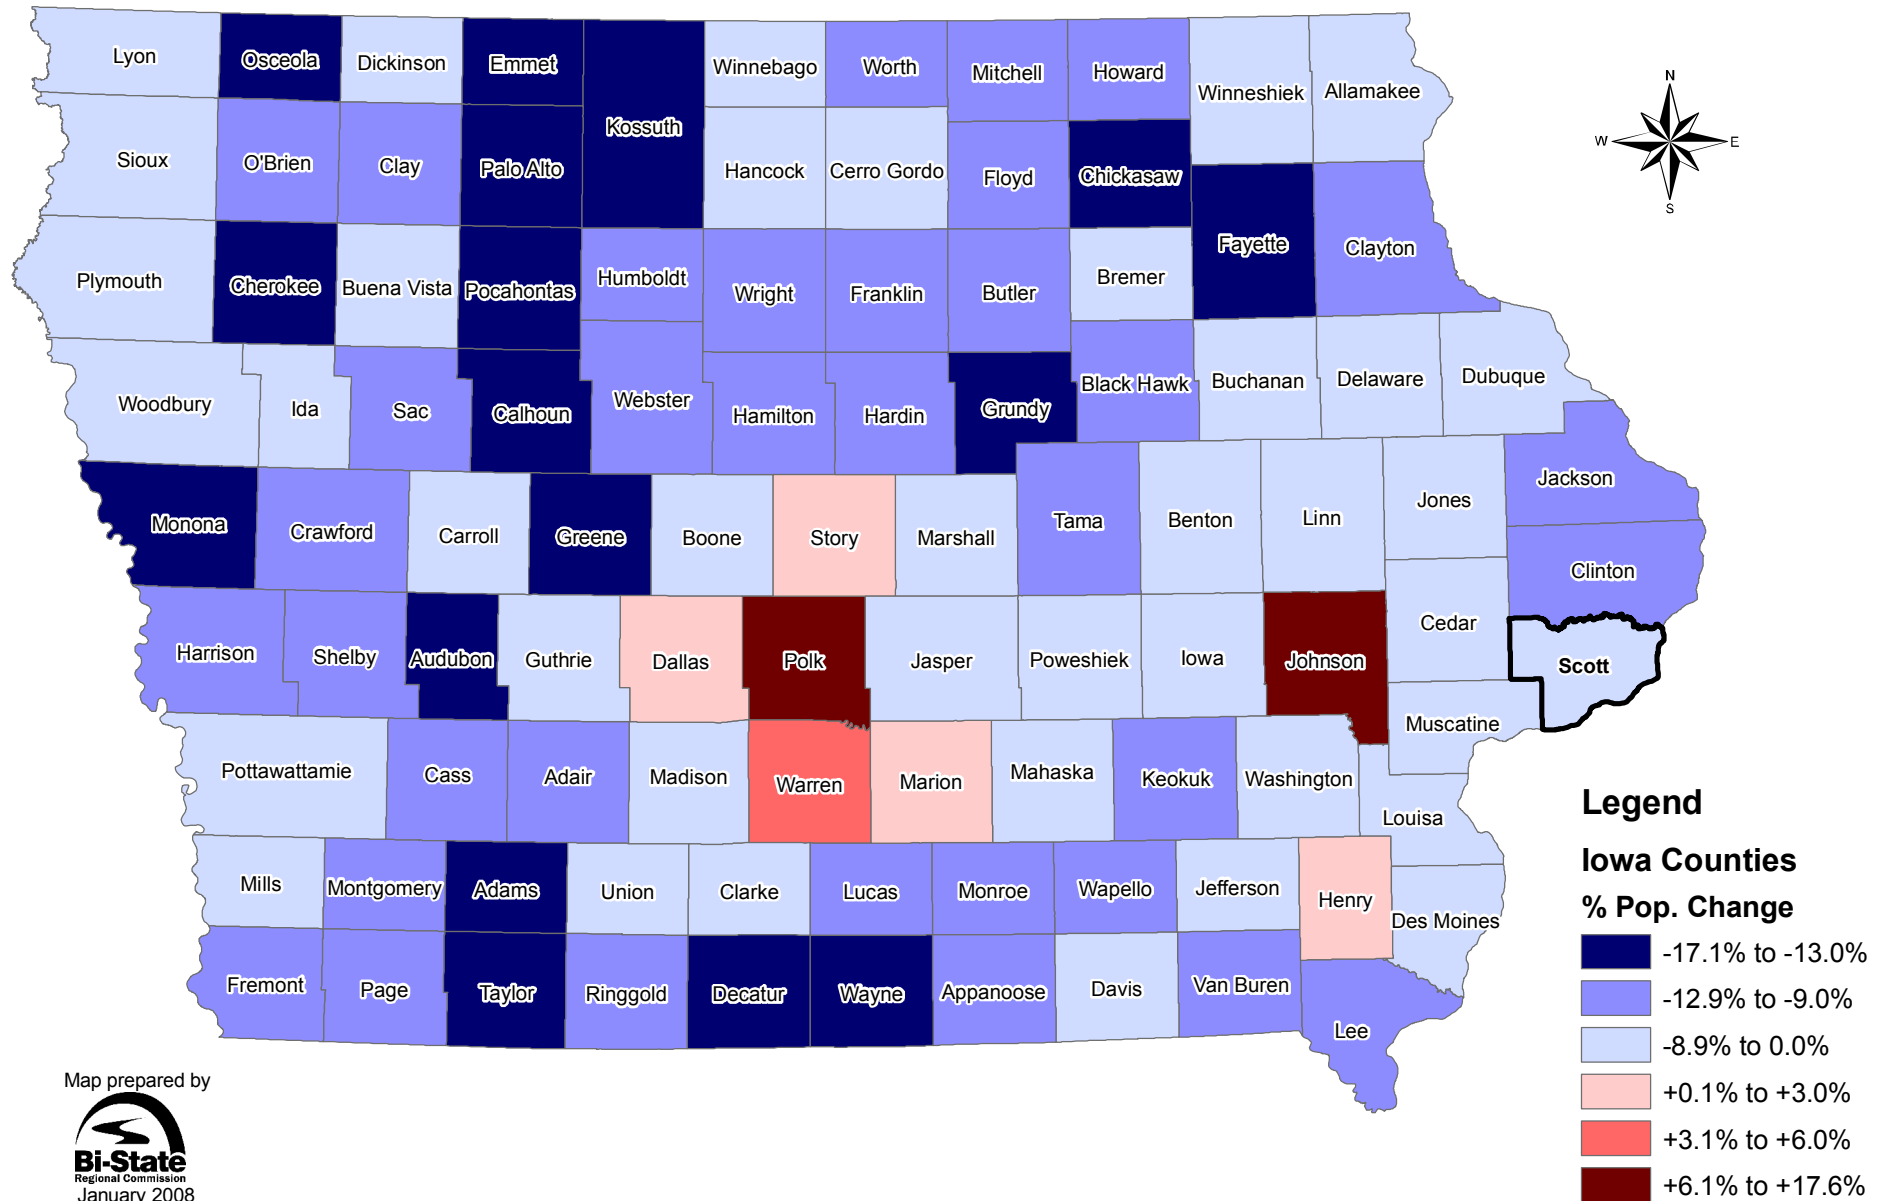 Lyon
Osceola
Dickinson
Emmet
Kossuth
Winnebago
Worth
Mitchell
Howard
Winneshiek
Allamakee
N
W
E
S
Sioux
O'Brien
Clay
Palo Alto
Hancock
Cerro Gordo
Floyd
Chickasaw
Fayette
Clayton
Plymouth
Cherokee
Buena Vista
Pocahontas
Humboldt
Wright
Franklin
Butler
Bremer
Woodbury
Ida
Sac
Calhoun
Webster
Hamilton
Hardin
Grundy
Black Hawk
Buchanan
Delaware
Dubuque
Monona
Crawford
Carroll
Greene
Boone
Story
Marshall
Tama
Benton
Linn
Jones
Jackson
Clinton
Harrison
Shelby
Audubon
Guthrie
Dallas
Polk
Jasper
Poweshiek
Iowa
Johnson
Cedar
Scott
Muscatine
Pottawattamie
Cass
Adair
Madison
Warren
Marion
Mahaska
Keokuk
Washington
Louisa
Mills
Montgomery
Adams
Union
Clarke
Lucas
Monroe
Wapello
Jefferson
Henry
Des Moines
Fremont
Page
Taylor
Ringgold
Decatur
Wayne
Appanoose
Davis
Van Buren
Lee
Legend
Iowa Counties
% Pop. Change
-17.1% to -13.0%
-12.9% to -9.0%
-8.9% to 0.0%
+0.1% to +3.0%
+3.1% to +6.0%
+6.1% to +17.6%
Map prepared by
Bi-State
Regional Commission
January 2008